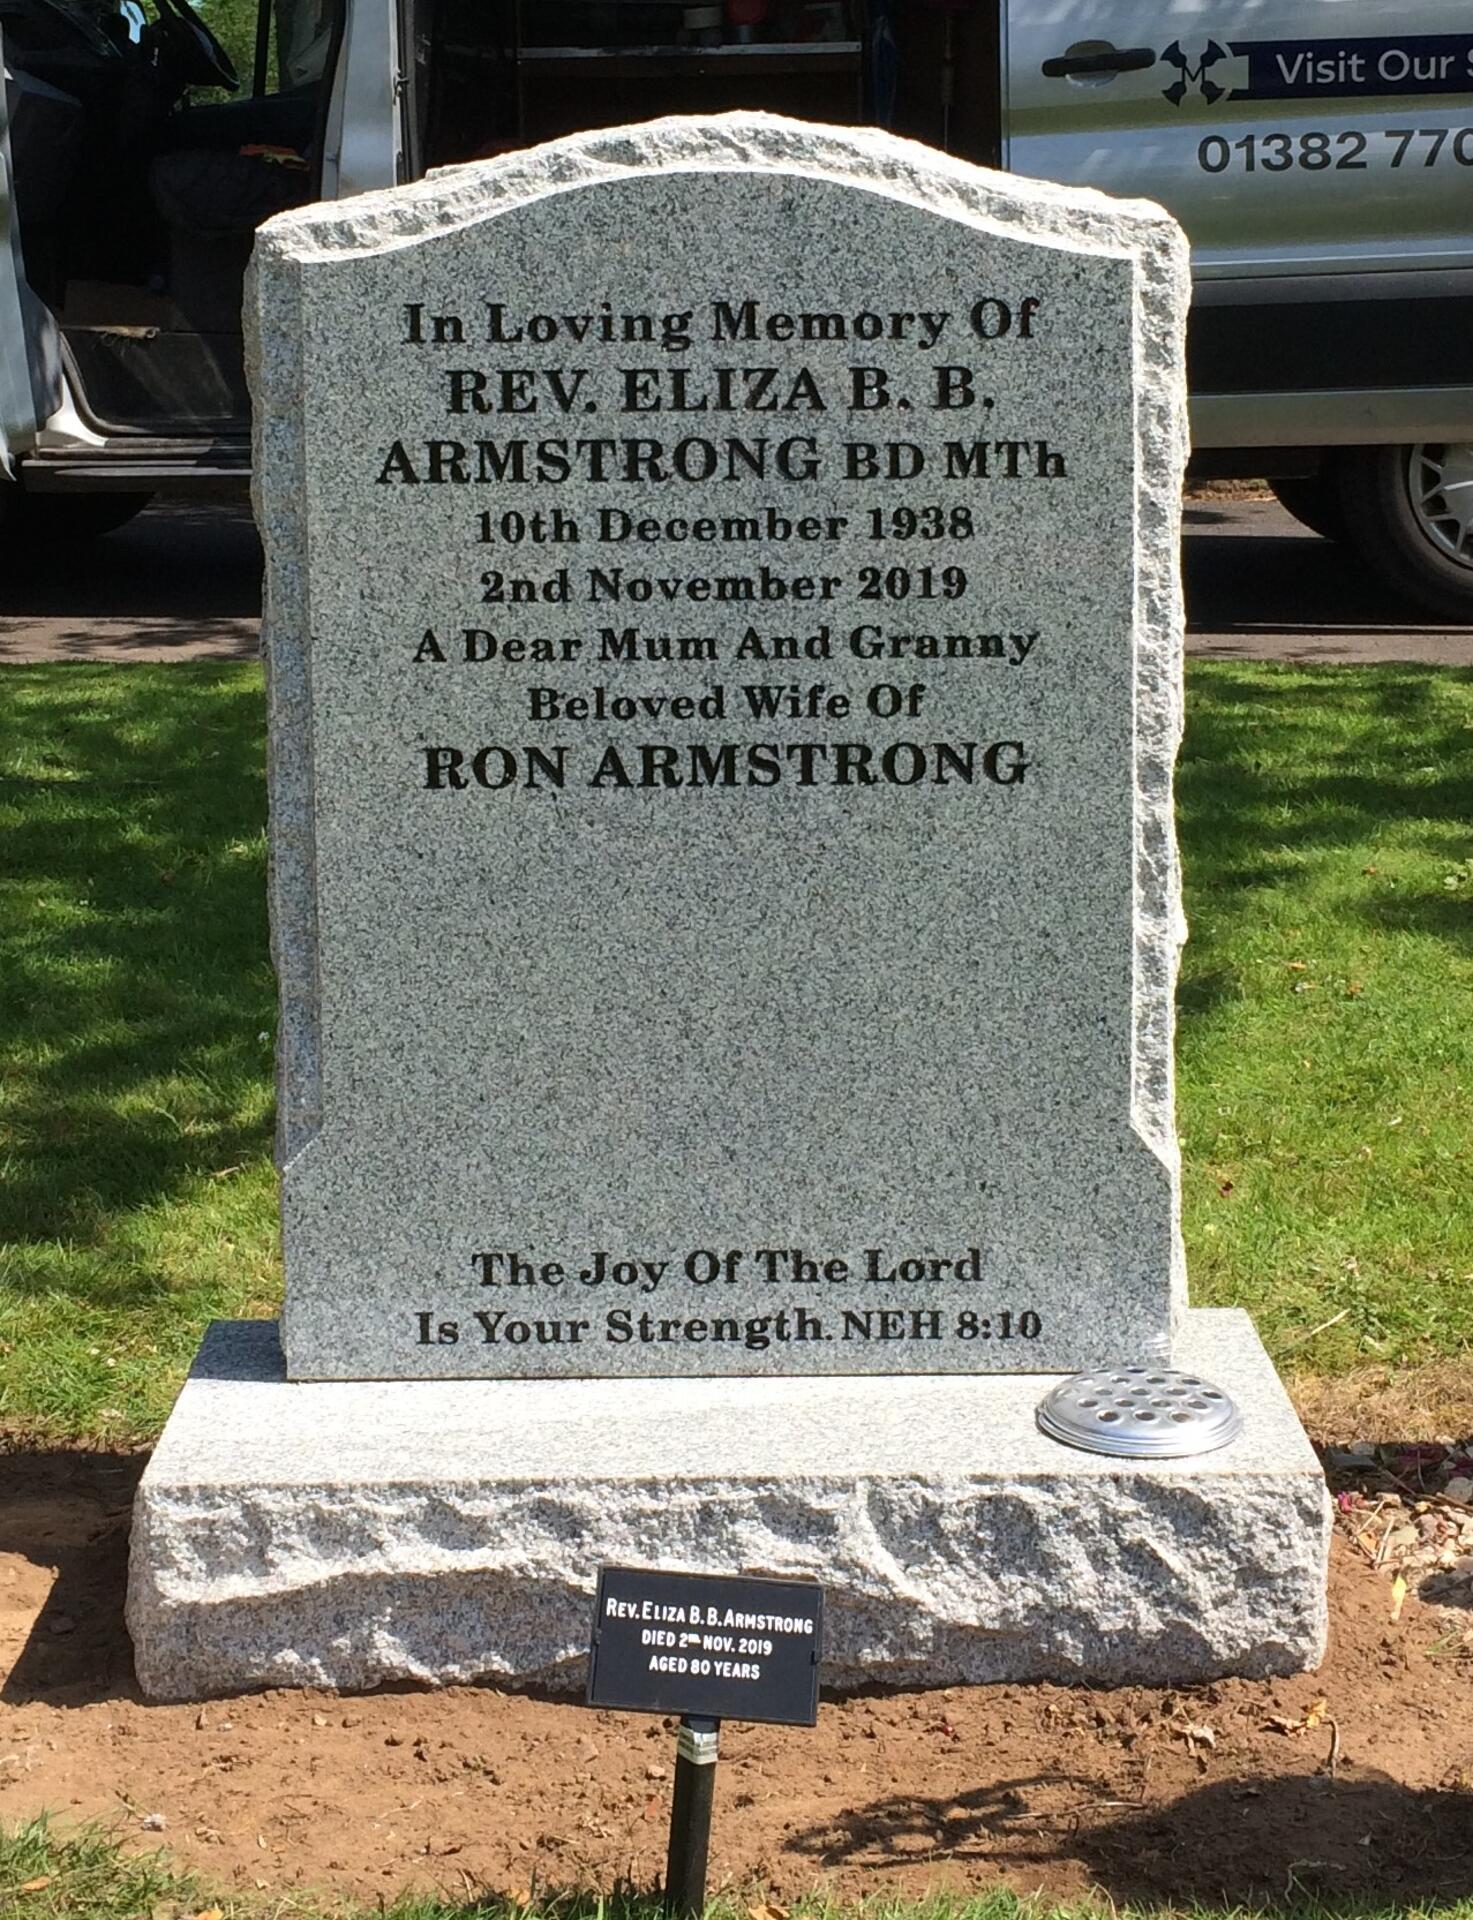 Visit Our
01382 770
In Loving Memory Of
REV. ELIZA B. B.
ARMSTRONG BD MTh
10th December 1938
2nd November 2019
A Dear Mum And Granny
Beloved Wife Of
RON ARMSTRONG
The Joy Of The Lord
Is Your Strength. NEH 8:10
REV. ELIZA B. B. ARMSTRONG
DIED 2ND NOV. 2019
AGED 80 YEARS